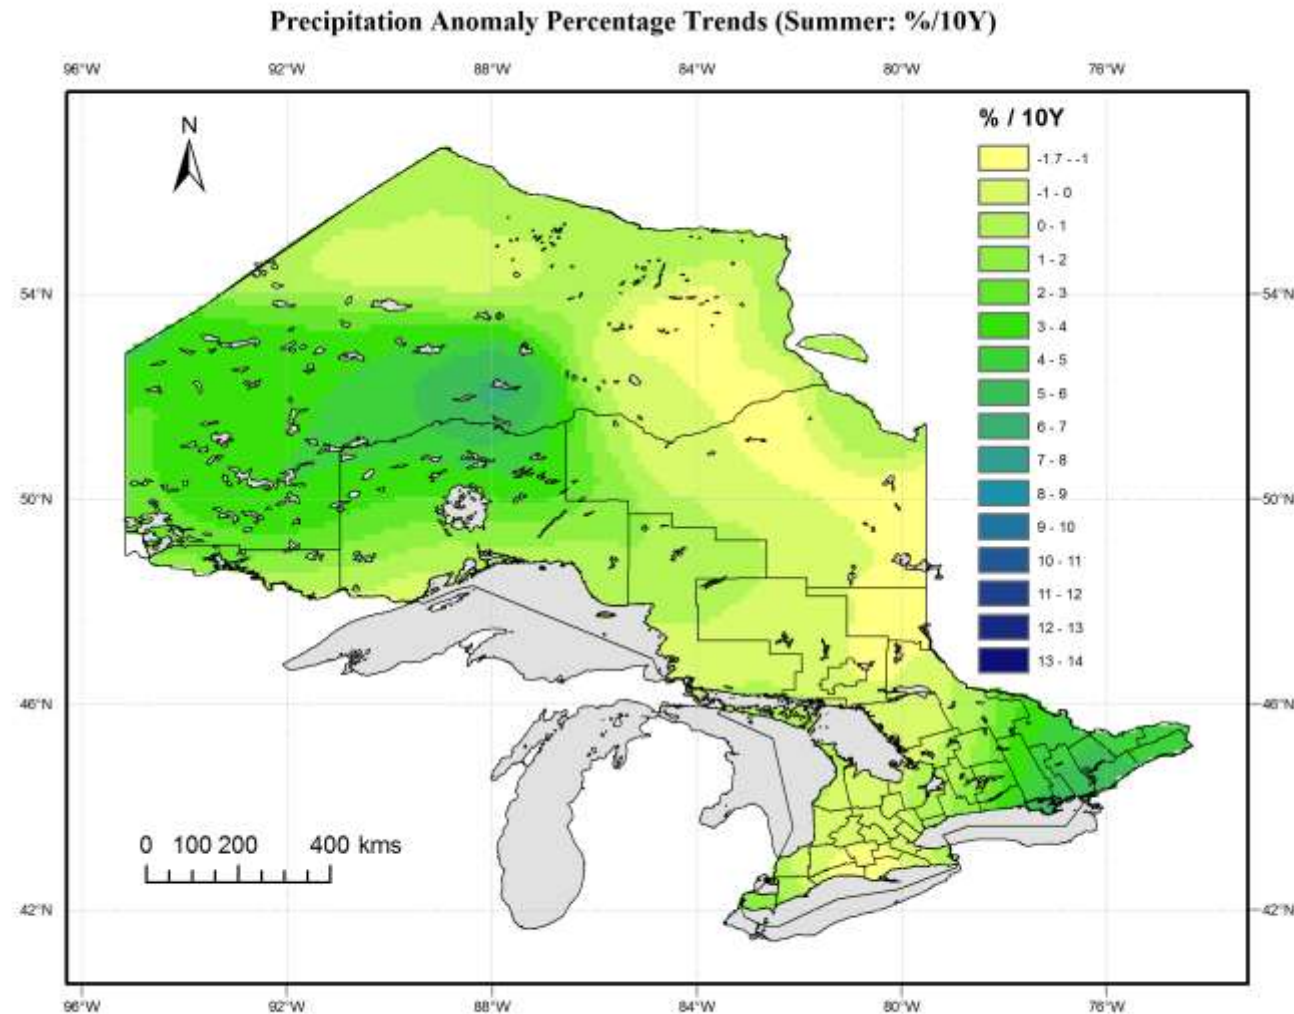 Precipitation Anomaly Percentage Trends (Summer: %/10Y)
96°W 92°W 88°W 84°W 80°W 76°W
N
% / 10Y
-1.7 - -1
-1 - 0
0 - 1
1 - 2
2 - 3
3 - 4
4 - 5
5 - 6
6 - 7
7 - 8
8 - 9
9 - 10
10 - 11
11 - 12
12 - 13
13 - 14
54°N 54°N
50°N 50°N
46°N 46°N
0 100 200 400 kms
42°N 42°N
96°W 92°W 88°W 84°W 80°W 76°W